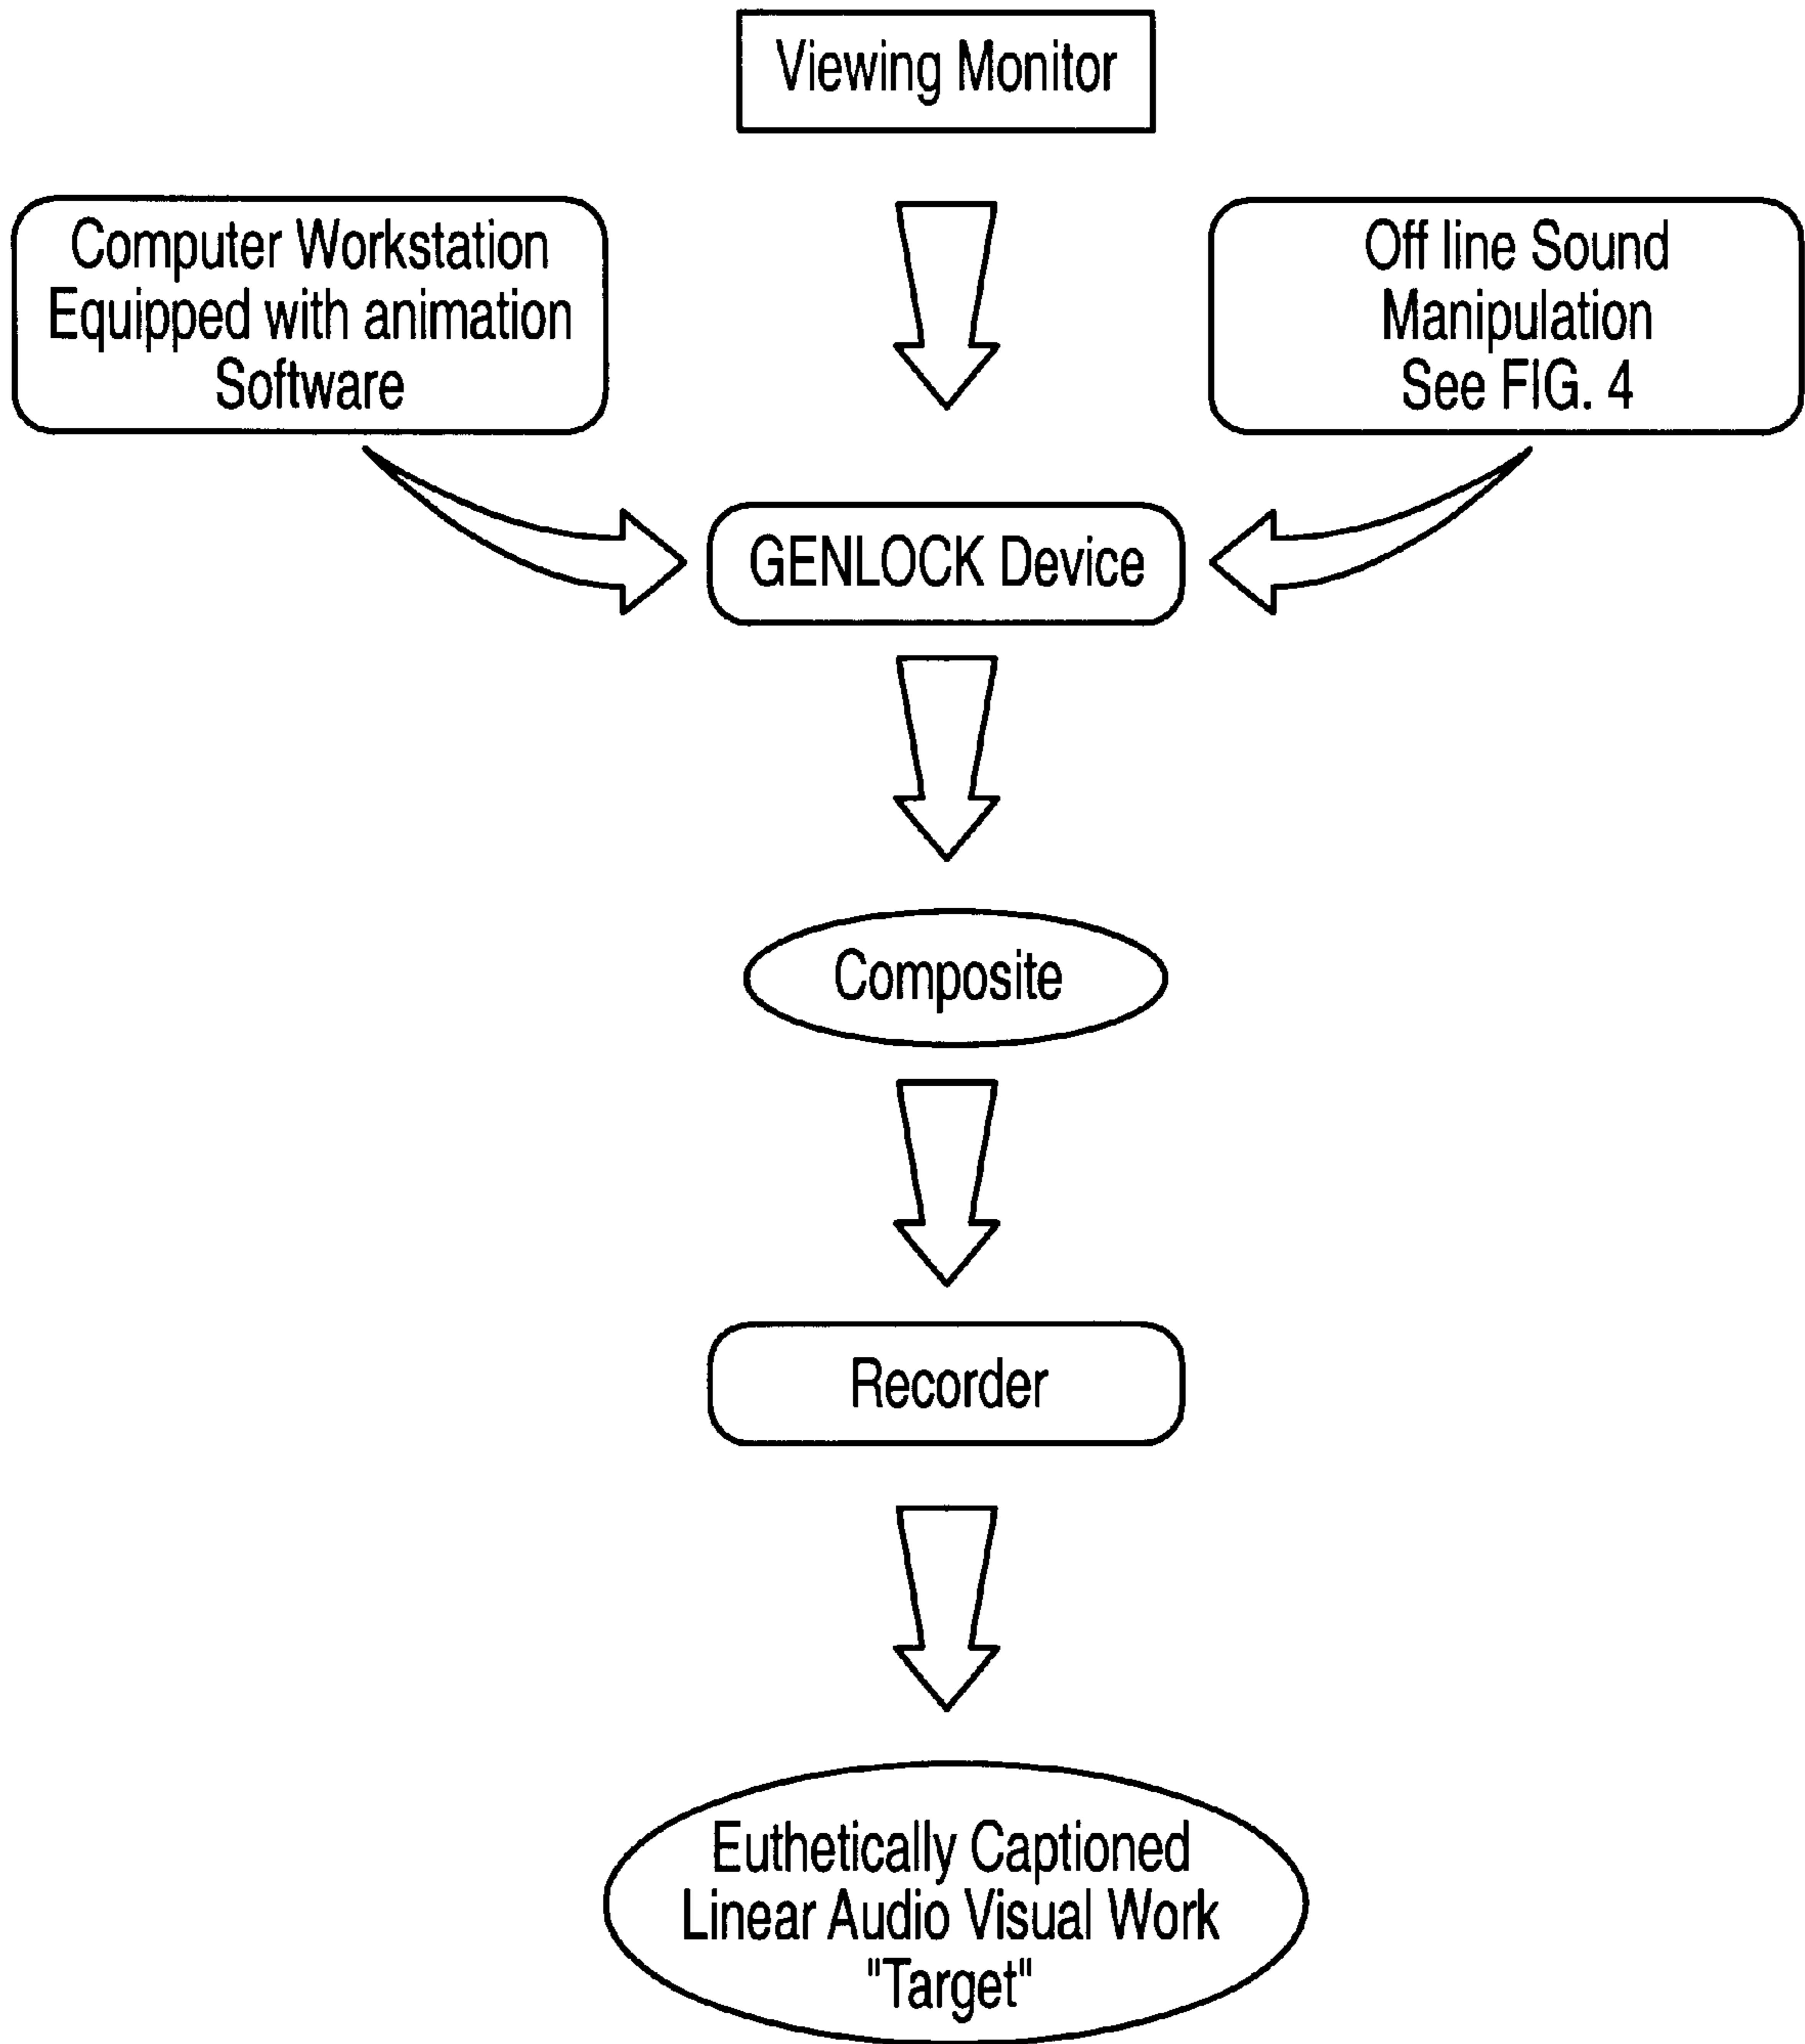 Viewing Monitor
Computer Workstation
Equipped with animation
Software
Off line Sound
Manipulation
See FIG. 4
GENLOCK Device
Composite
Recorder
Euthetically Captioned
Linear Audio Visual Work
"Target"